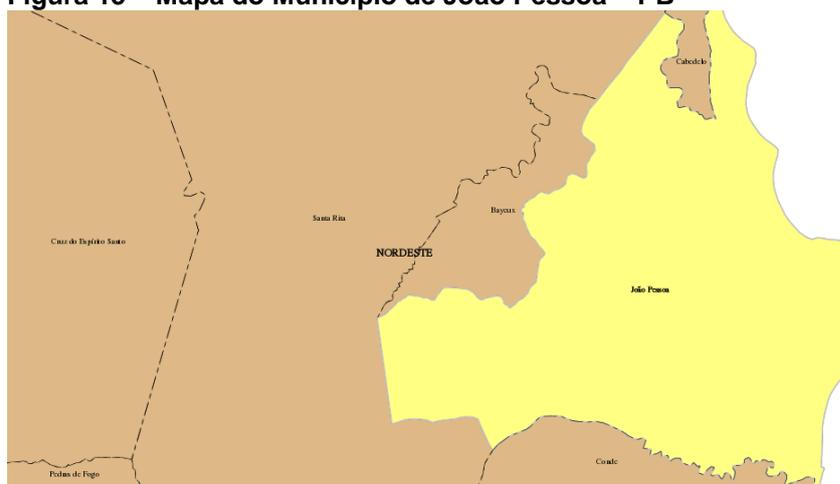 Figura 10 – Mapa do Município de João Pessoa – PB
Cabedelo
Bayeux
Santa Rita
Cruz do Espírito Santo
NORDESTE
João Pessoa
Conde
Pedras de Fogo